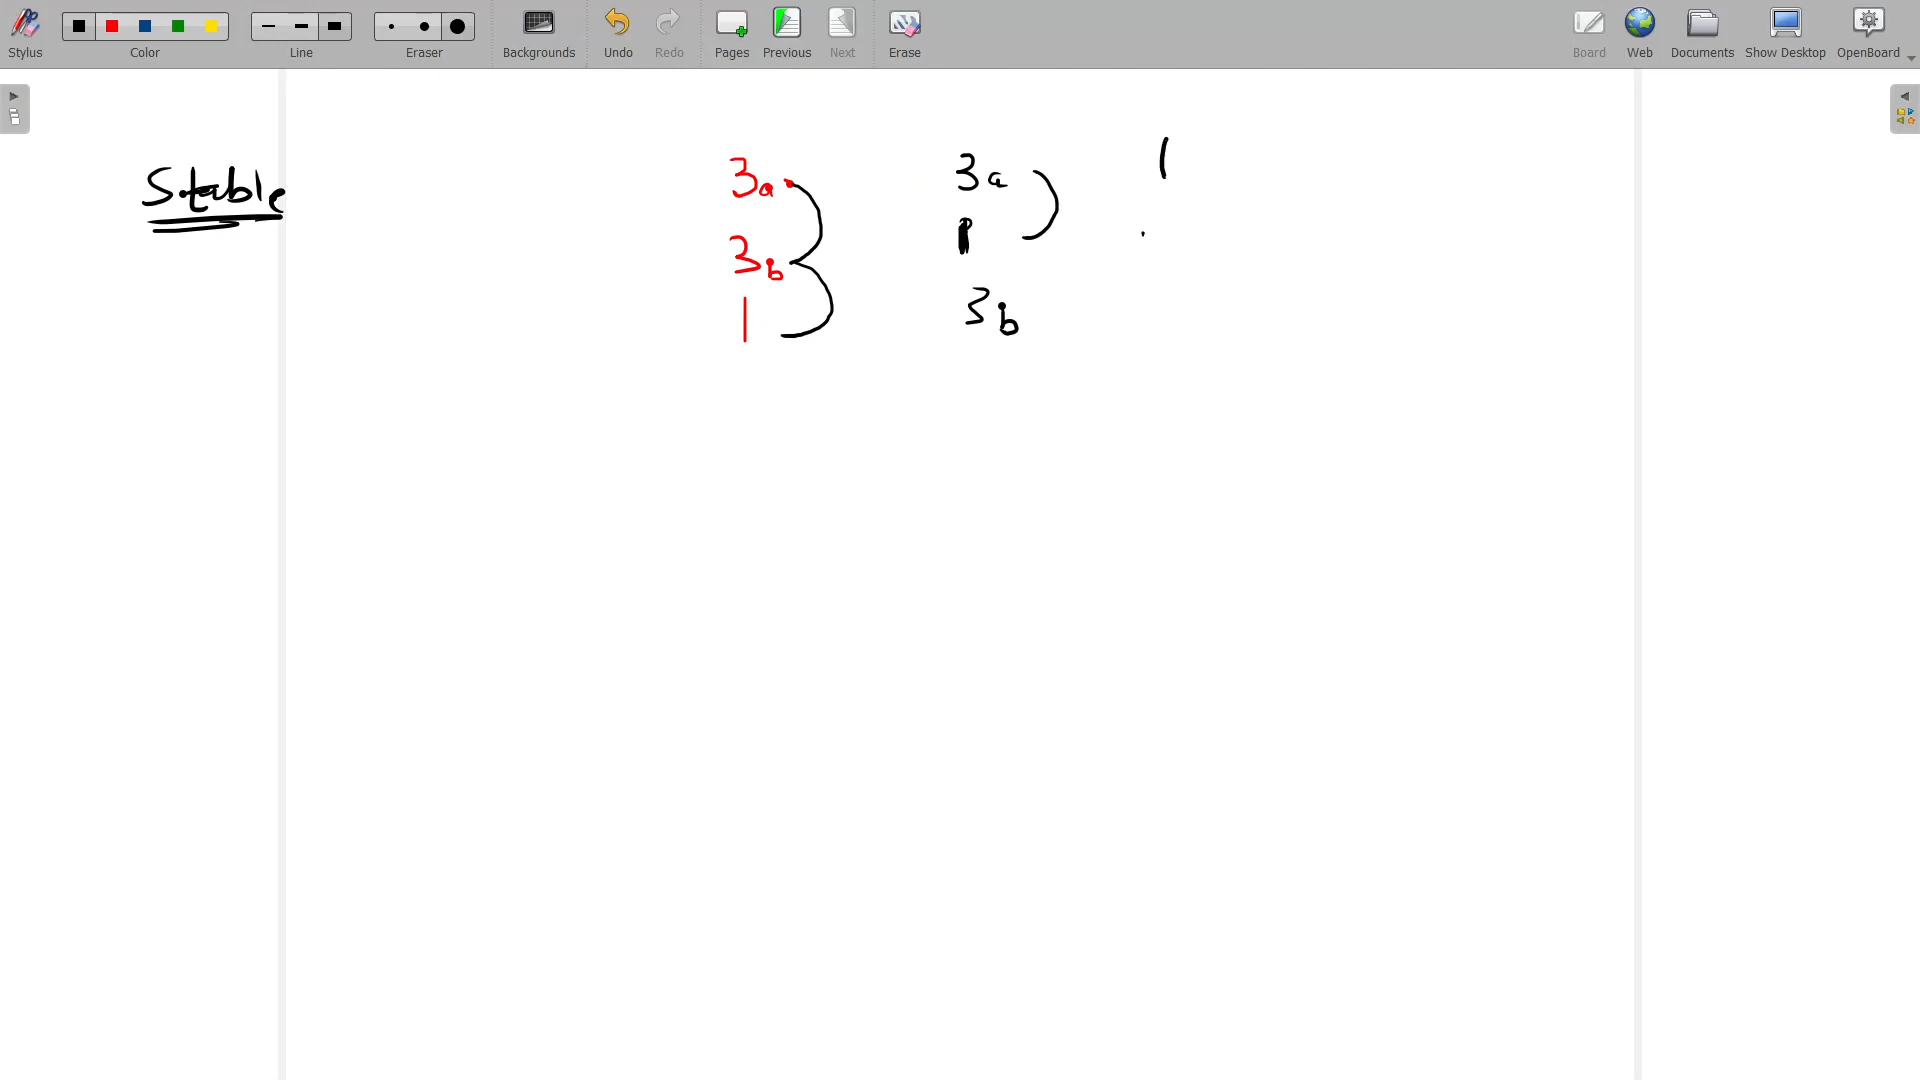 Stylus Color Line Eraser Backgrounds Undo Redo Pages Previous Next Erase Board Web Documents Show Desktop OpenBoard
Stable
3a 3a 1
3b 1
1 3b